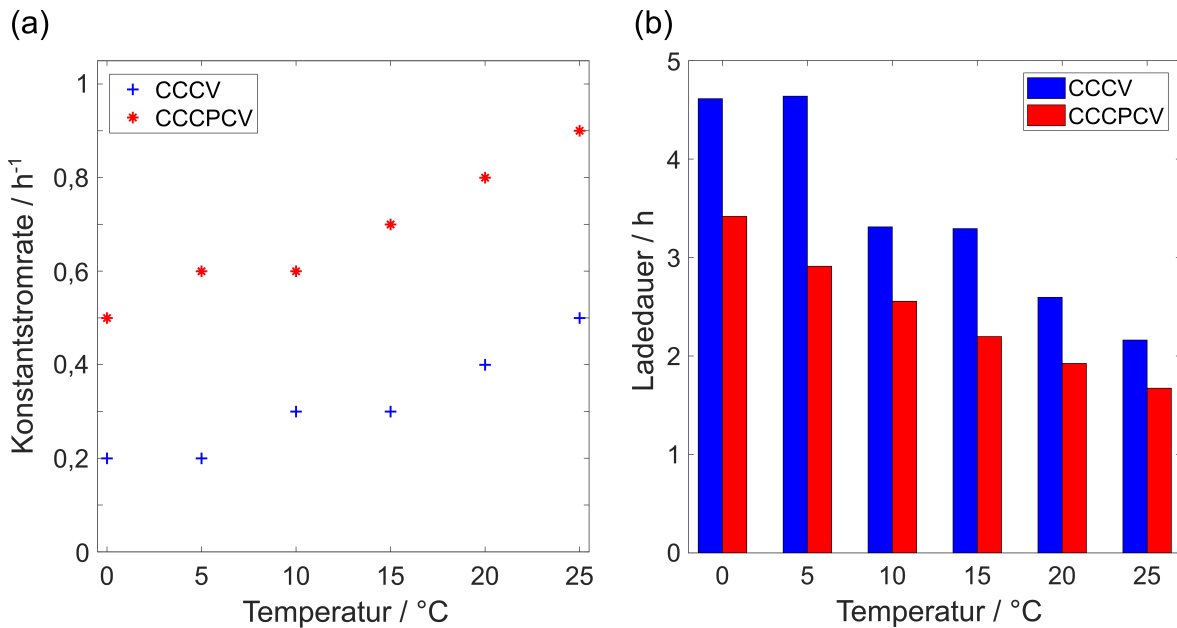 (a)
1
0,8
0,6
0,4
0,2
0
Konstantstromrate / h⁻¹
CCCV
CCCPCV
0 5 10 15 20 25
Temperatur / °C
(b)
5
4
3
2
1
0
Ladedauer / h
CCCV
CCCPCV
0 5 10 15 20 25
Temperatur / °C